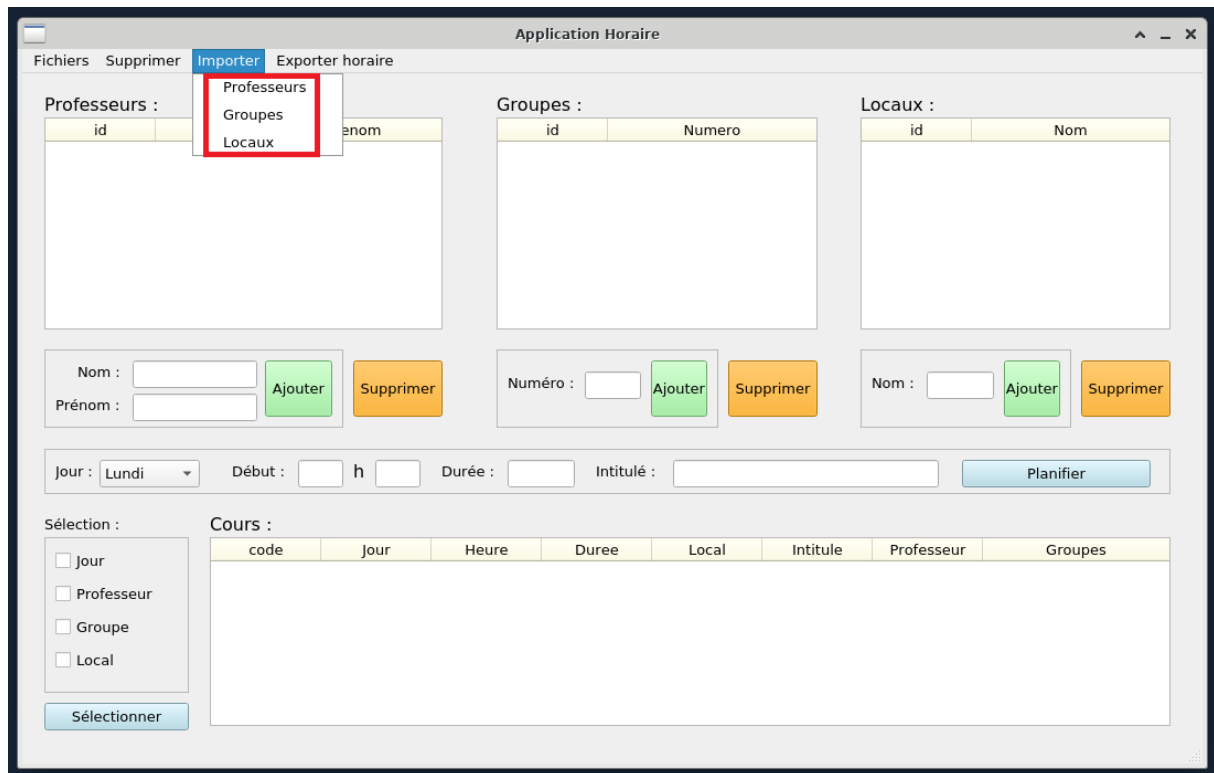 Application Horaire
Fichiers Supprimer Importer Exporter horaire
Professeurs
Groupes
Locaux
Professeurs : Groupes : Locaux :
id enom id Numero id Nom
Nom : Prénom : Ajouter Supprimer
Numéro : Ajouter Supprimer
Nom : Ajouter Supprimer
Jour : Lundi Début : h Durée : Intitulé : Planifier
Sélection : Cours :
code Jour Heure Duree Local Intitule Professeur Groupes
Jour
Professeur
Groupe
Local
Sélectionner